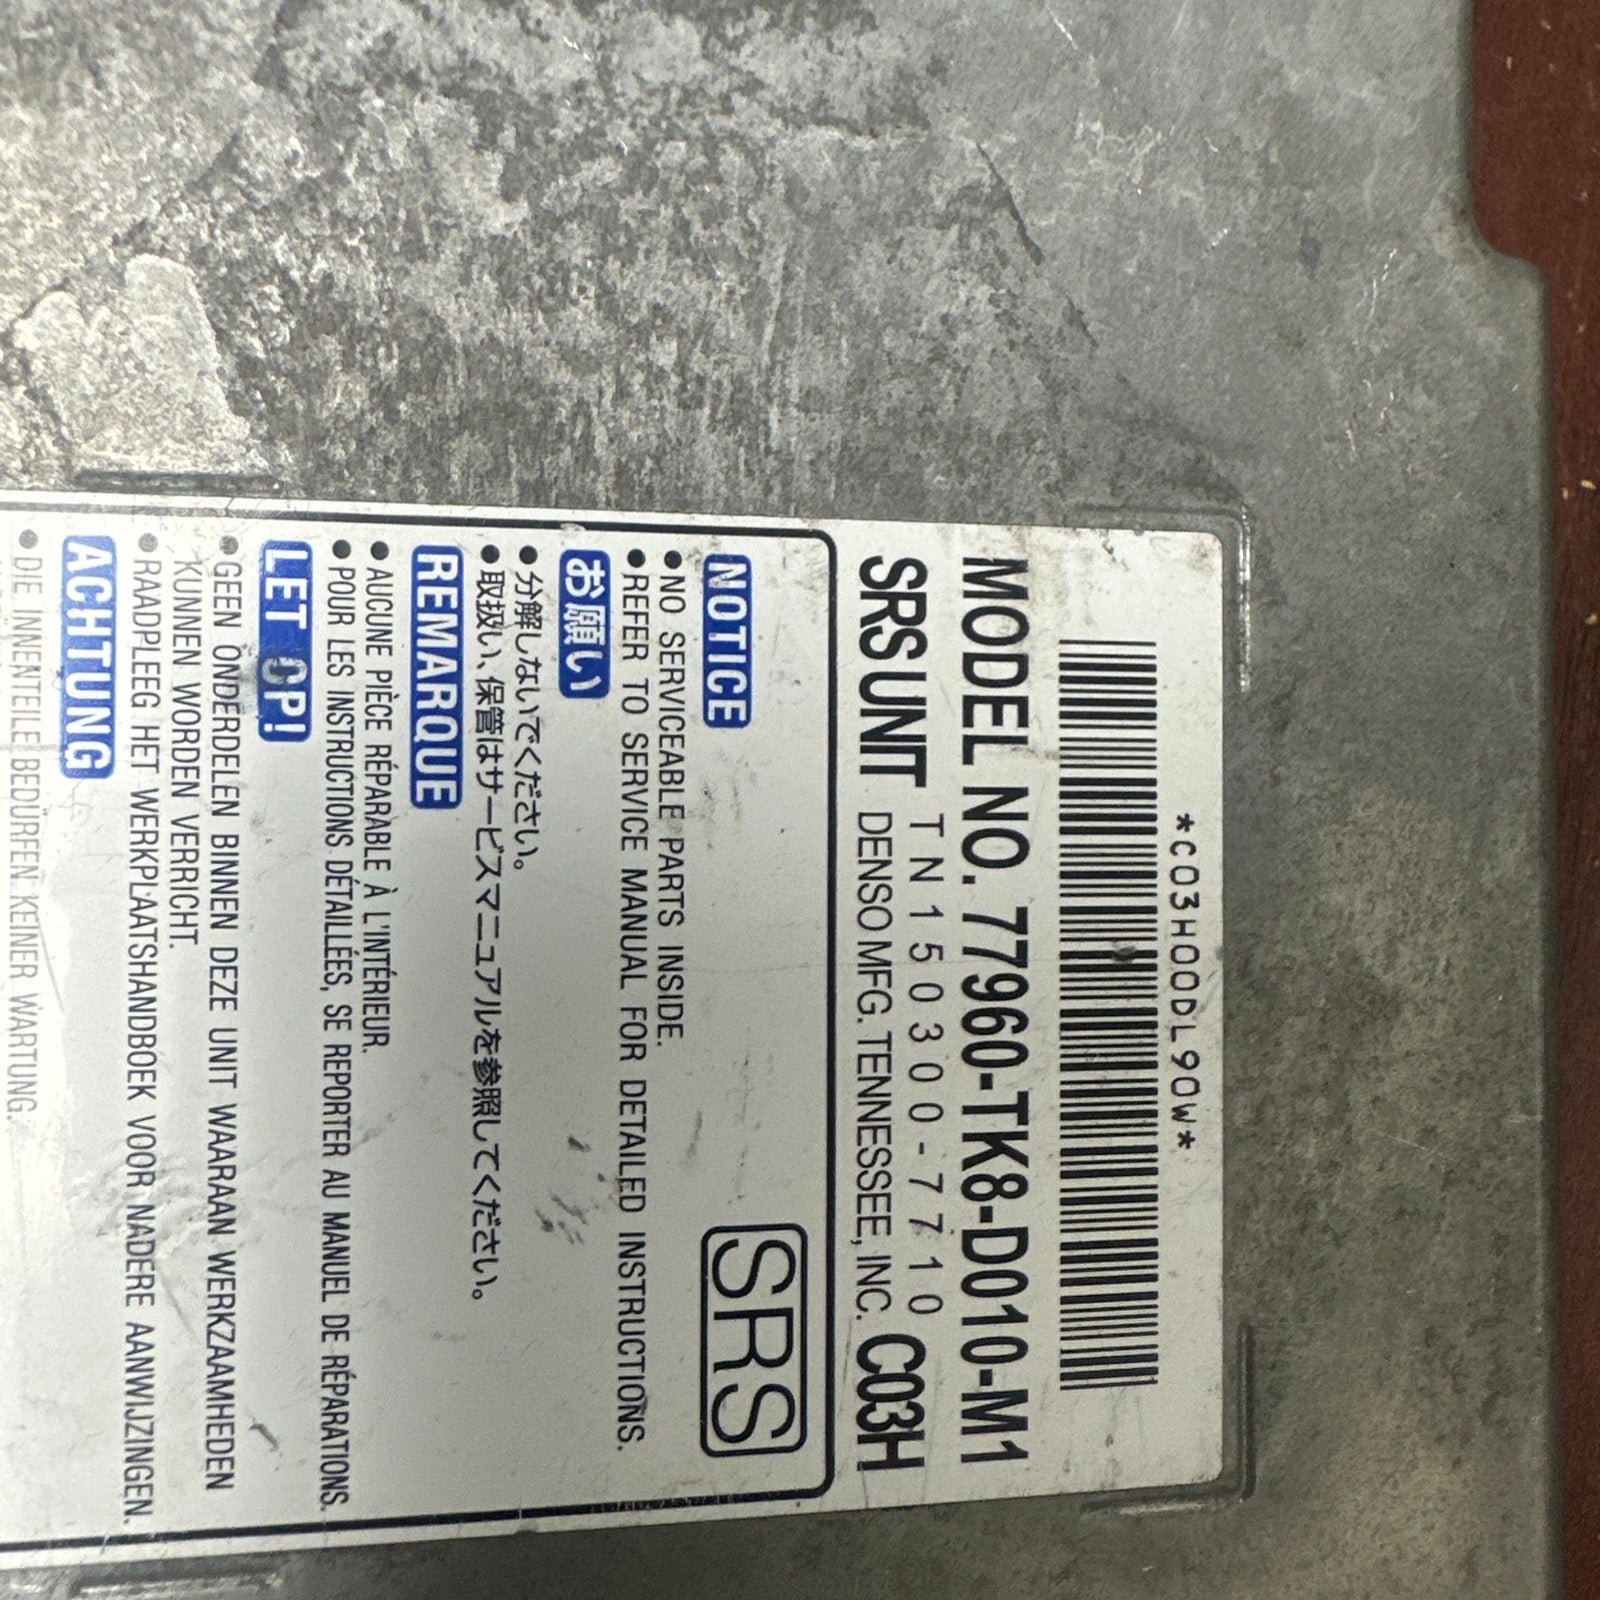 *C03H00DL90W*
MODEL NO. 77960-TK8-D010-M1
SRS UNIT TN150300-7710
DENSO MFG. TENNESSEE, INC. C03H
SRS
NOTICE
●NO SERVICEABLE PARTS INSIDE.
●REFER TO SERVICE MANUAL FOR DETAILED INSTRUCTIONS.
お願い
●分解しないでください。
●取扱い、保管はサービスマニュアルを参照してください。
REMARQUE
●AUCUNE PIÈCE RÉPARABLE À L'INTÉRIEUR.
●POUR LES INSTRUCTIONS DÉTAILLÉES, SE REPORTER AU MANUEL DE RÉPARATIONS.
LET OP!
●GEEN ONDERDELEN BINNEN DEZE UNIT WAARAAN WERKZAAMHEDEN
KUNNEN WORDEN VERRICHT.
●RAADPLEEG HET WERKPLAATSHANDBOEK VOOR NADERE AANWIJZINGEN.
ACHTUNG
●DIE INNENTEILE BEDÜRFEN KEINER WARTUNG.